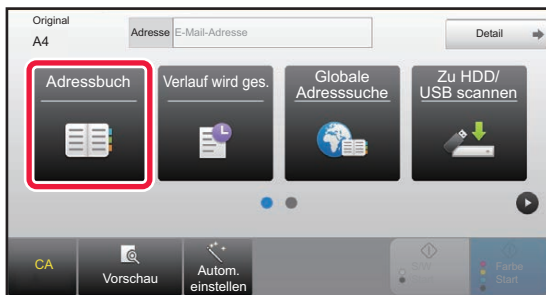 Original
A4
Adresse
E-Mail-Adresse
Detail
Adressbuch
Verlauf wird ges.
Globale
Adresssuche
Zu HDD/
USB scannen
CA
Vorschau
Autom.
einstellen
S/W
Start
Farbe
Start